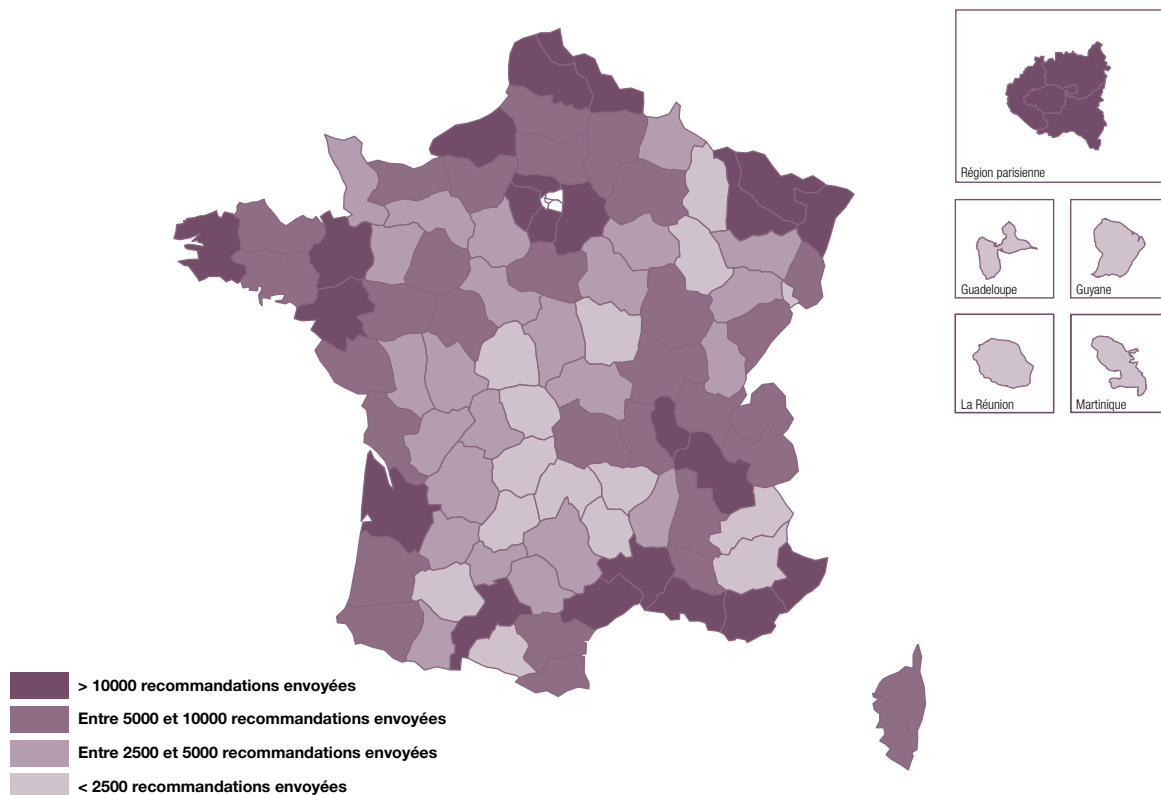 Région parisienne
Guadeloupe
Guyane
La Réunion
Martinique
> 10000 recommandations envoyées
Entre 5000 et 10000 recommandations envoyées
Entre 2500 et 5000 recommandations envoyées
< 2500 recommandations envoyées